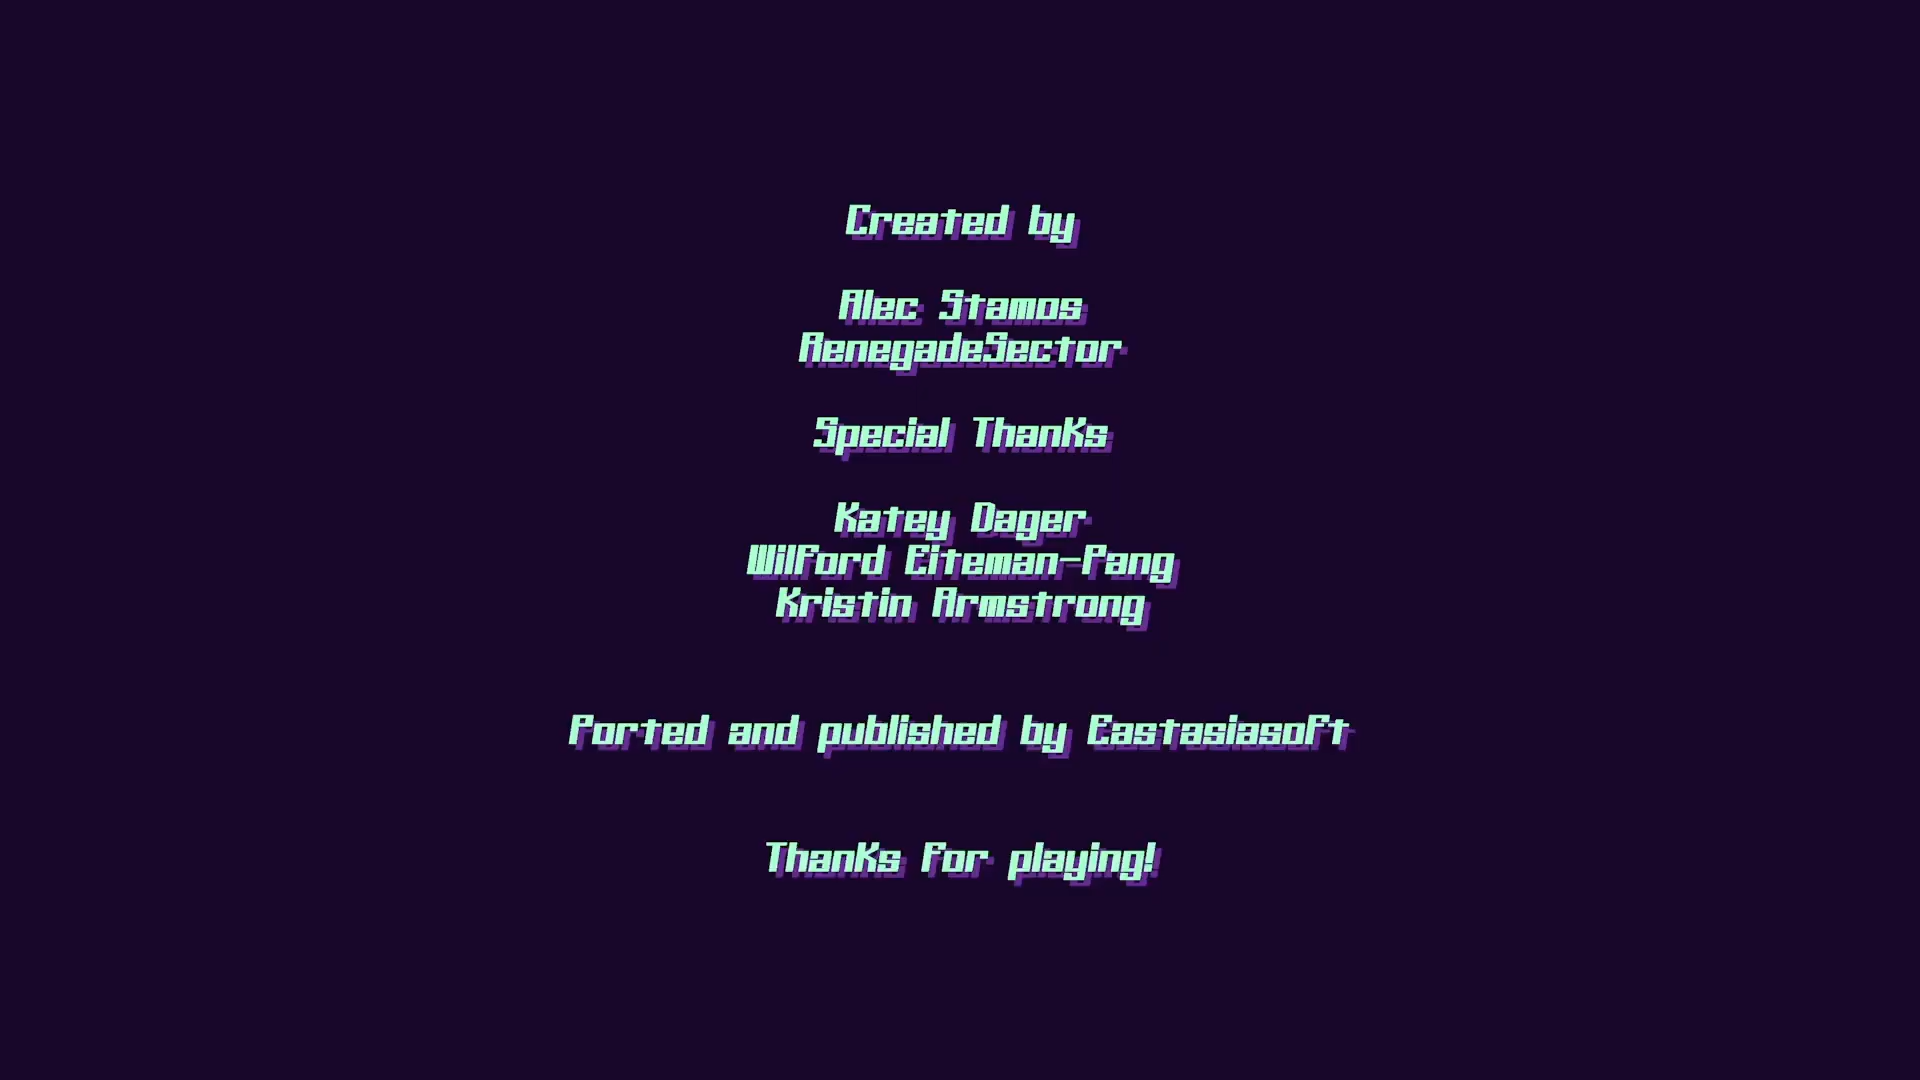 Created by
Alec Stamos
RenegadeSector
Special Thanks
Katey Dager
Wilford Eiteman-Pang
Kristin Armstrong
Ported and published by Eastasiasoft
Thanks for playing!